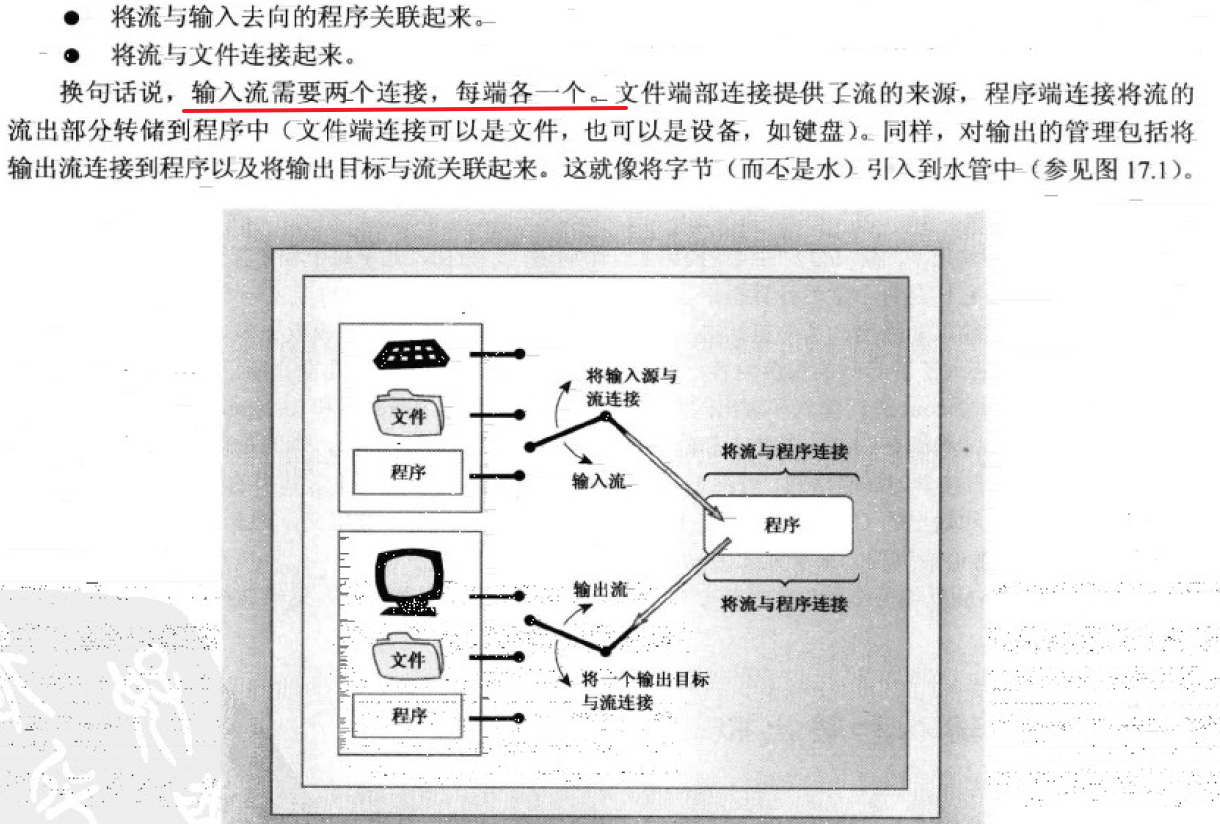 ● 将流与输入去向的程序关联起来。
● 将流与文件连接起来。
换句话说，输入流需要两个连接，每端各一个。文件端部连接提供了流的来源，程序端连接将流的
流出部分转储到程序中（文件端连接可以是文件，也可以是设备，如键盘）。同样，对输出的管理包括将
输出流连接到程序以及将输出目标与流关联起来。这就像将字节（而不是水）引入到水管中（参见图 17.1）。
文件
程序
将输入源与
流连接
输入流
将流与程序连接
程序
将流与程序连接
输出流
将一个输出目标
与流连接
文件
程序